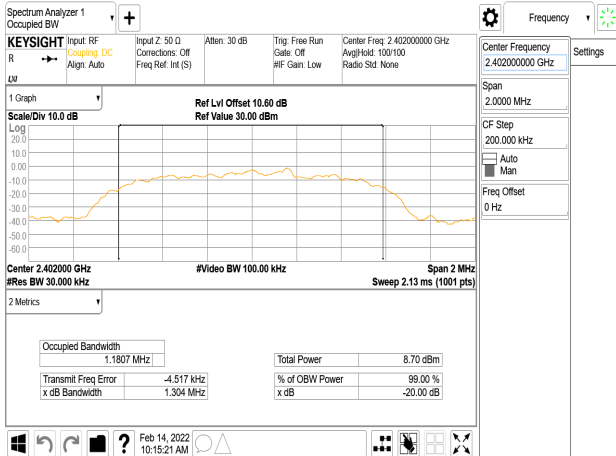 Spectrum Analyzer 1
Occupied BW
KEYSIGHT
R
Input: RF
Coupling: DC
Align: Auto
Input Z: 50 Ω
Corrections: Off
Freq Ref: Int (S)
Atten: 30 dB
Trig: Free Run
Gate: Off
#IF Gain: Low
Center Freq: 2.402000000 GHz
Avg|Hold: 100/100
Radio Std: None
1 Graph
Scale/Div 10.0 dB
Ref Lvl Offset 10.60 dB
Ref Value 30.00 dBm
Log
20.0
10.0
0.00
-10.0
-20.0
-30.0
-40.0
-50.0
-60.0
Center 2.402000 GHz
#Res BW 30.000 kHz
#Video BW 100.00 kHz
Span 2 MHz
Sweep 2.13 ms (1001 pts)
2 Metrics
Occupied Bandwidth
1.1807 MHz
Total Power 8.70 dBm
Transmit Freq Error -4.517 kHz
% of OBW Power 99.00 %
x dB Bandwidth 1.304 MHz
x dB -20.00 dB
?
Feb 14, 2022
10:15:21 AM
Frequency
Settings
Center Frequency
2.402000000 GHz
Span
2.0000 MHz
CF Step
200.000 kHz
Auto
Man
Freq Offset
0 Hz